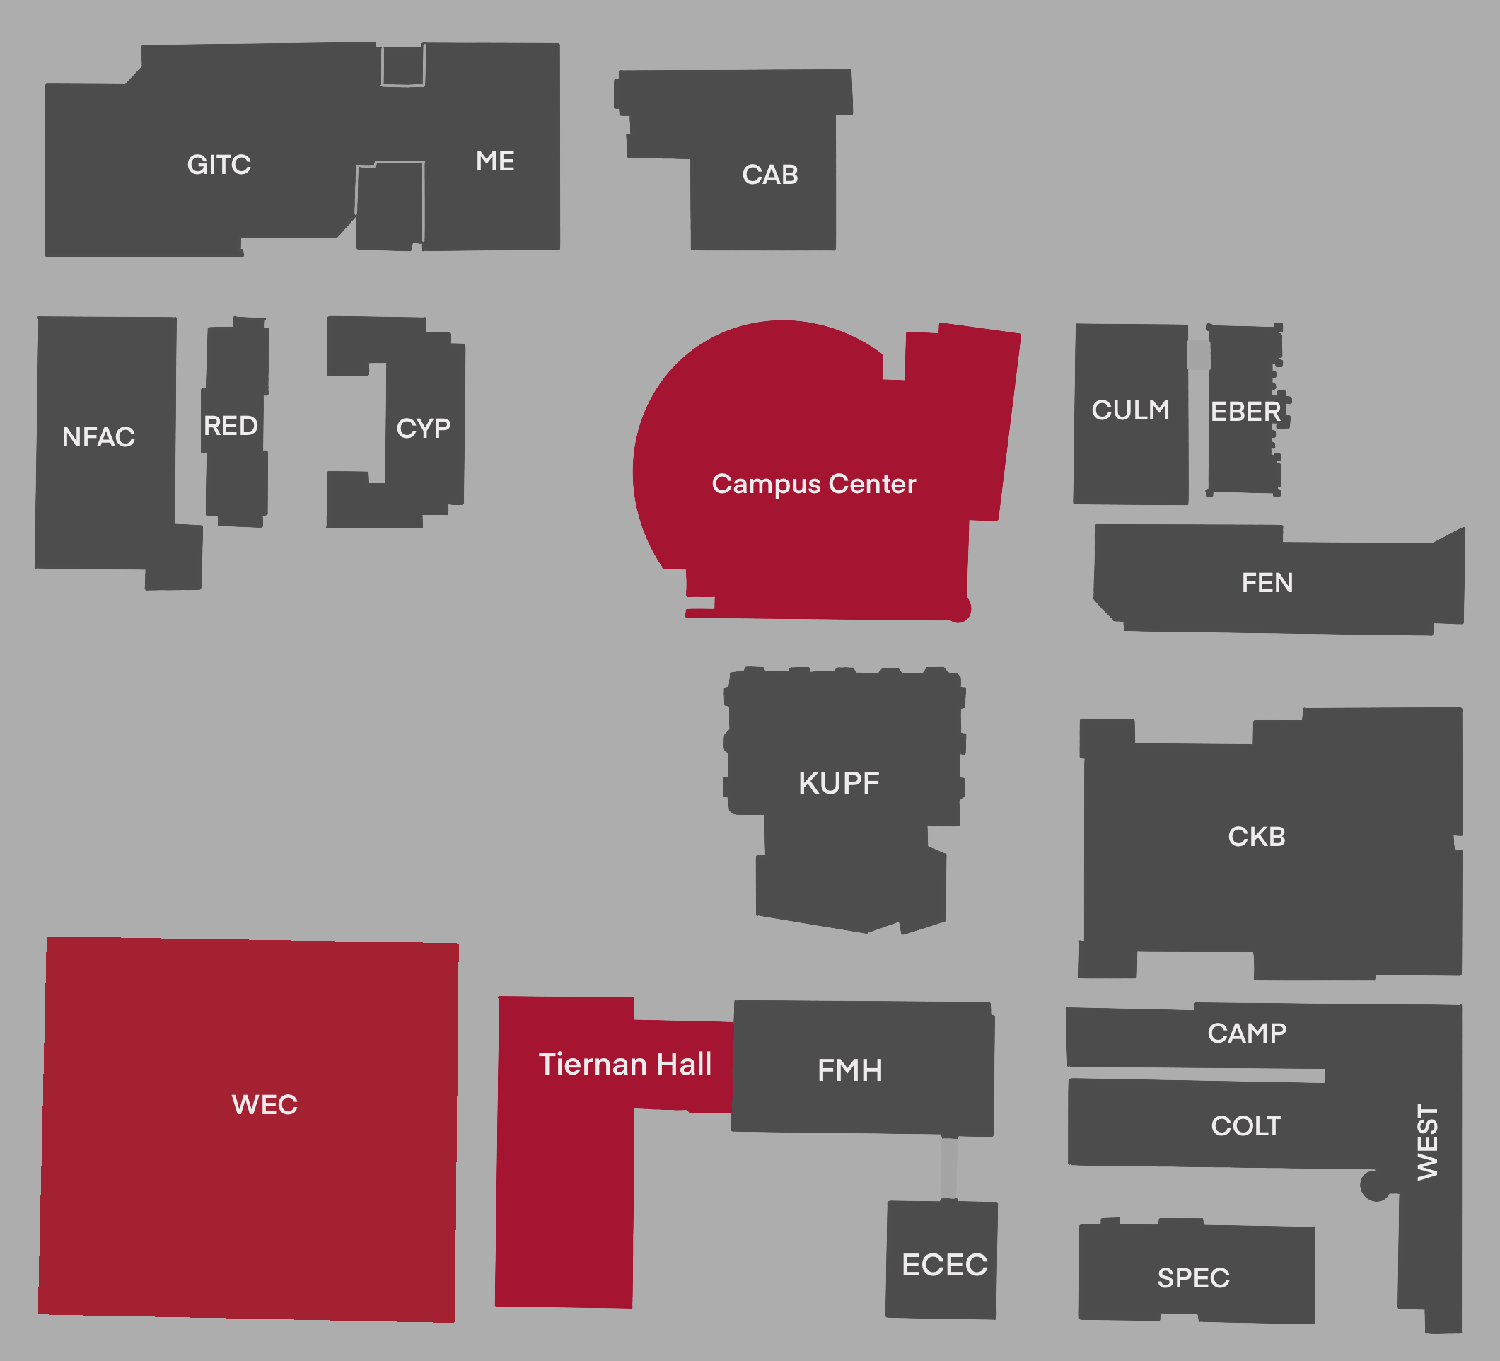 GITC
ME
CAB
NFAC
RED
CYP
Campus Center
CULM
EBER
FEN
KUPF
CKB
WEC
Tiernan Hall
FMH
CAMP
COLT
WEST
ECEC
SPEC